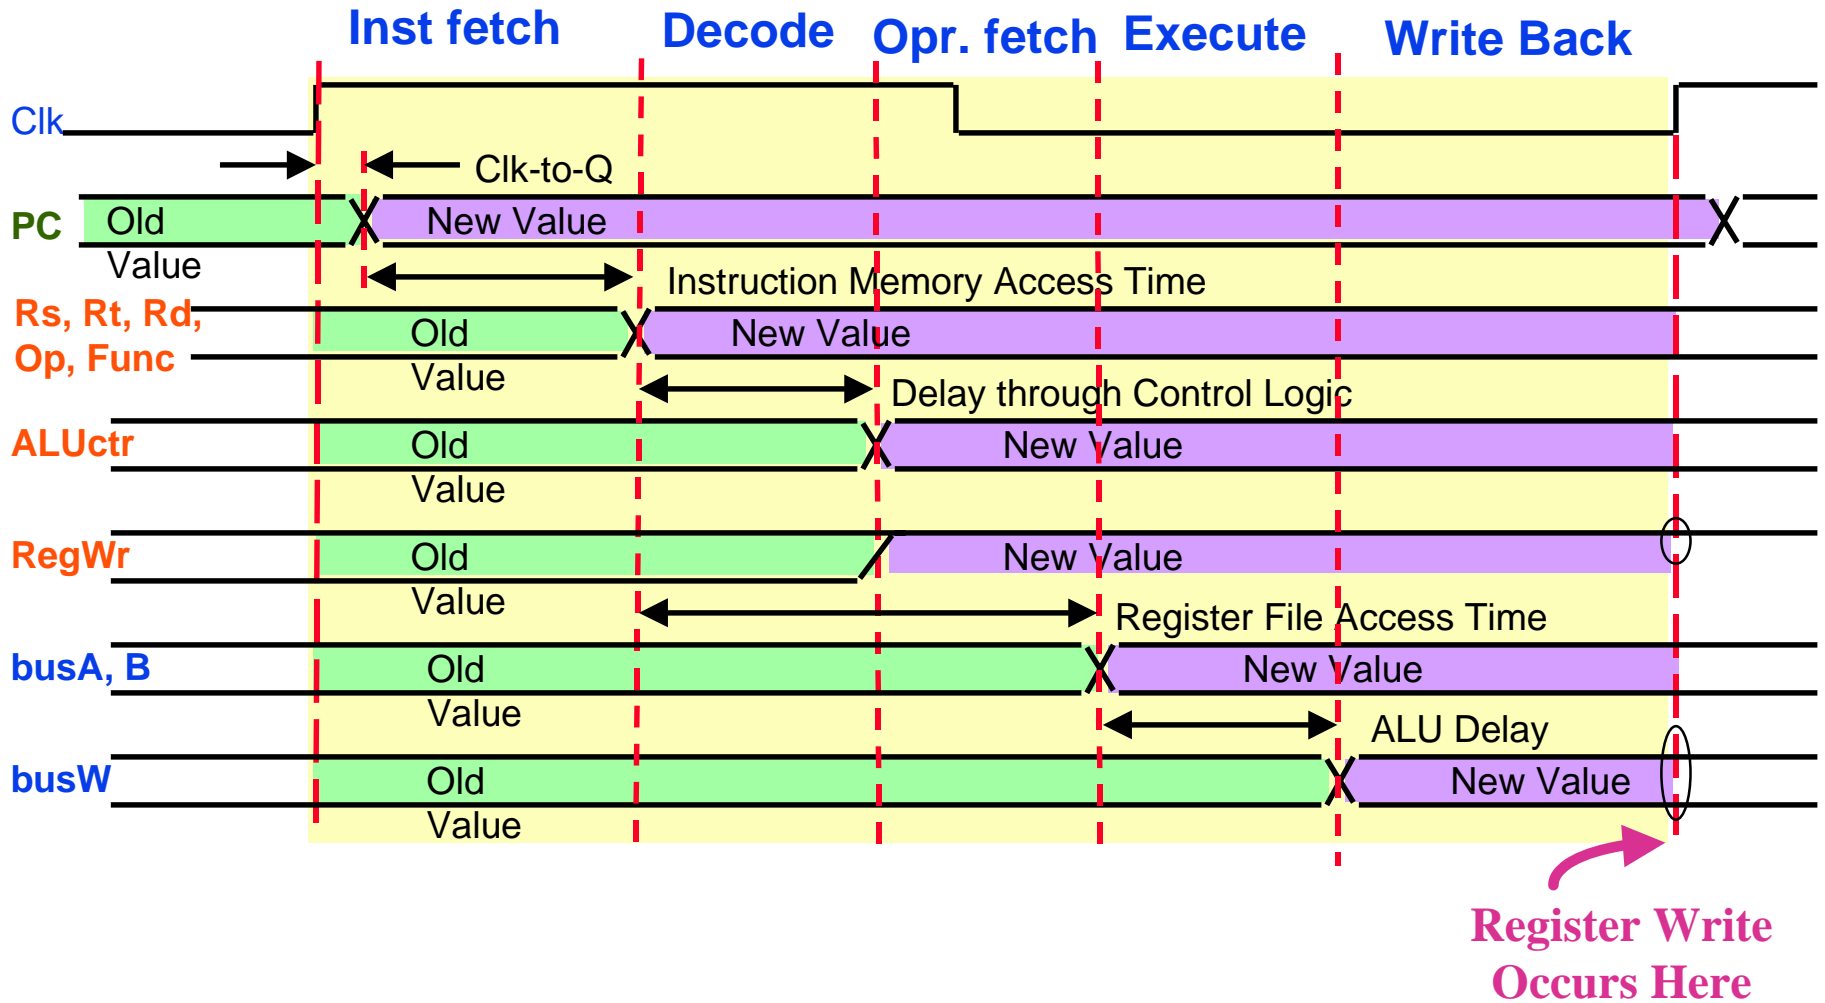 Inst fetch Decode Opr. fetch Execute Write Back
Clk
Clk-to-Q
PC Old New Value
Value
Instruction Memory Access Time
Rs, Rt, Rd,
Old New Value
Op, Func
Value
Delay through Control Logic
ALUctr Old New Value
Value
RegWr Old New Value
Value
Register File Access Time
busA, B Old New Value
Value
ALU Delay
busW Old New Value
Value
Register Write
Occurs Here